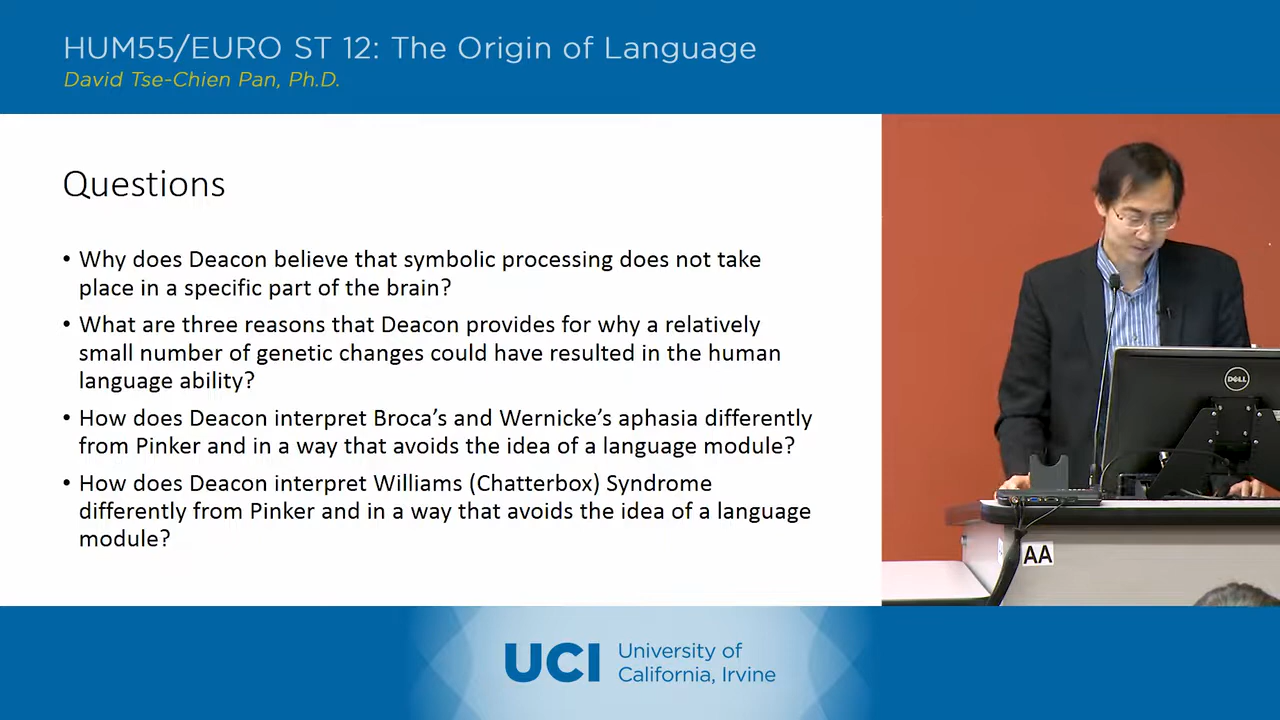 HUM55/EURO ST 12: The Origin of Language
David Tse-Chien Pan, Ph.D.
Questions
• Why does Deacon believe that symbolic processing does not take
place in a specific part of the brain?
• What are three reasons that Deacon provides for why a relatively
small number of genetic changes could have resulted in the human
language ability?
• How does Deacon interpret Broca’s and Wernicke’s aphasia differently
from Pinker and in a way that avoids the idea of a language module?
• How does Deacon interpret Williams (Chatterbox) Syndrome
differently from Pinker and in a way that avoids the idea of a language
module?
DELL
AA
UCI
University of
California, Irvine